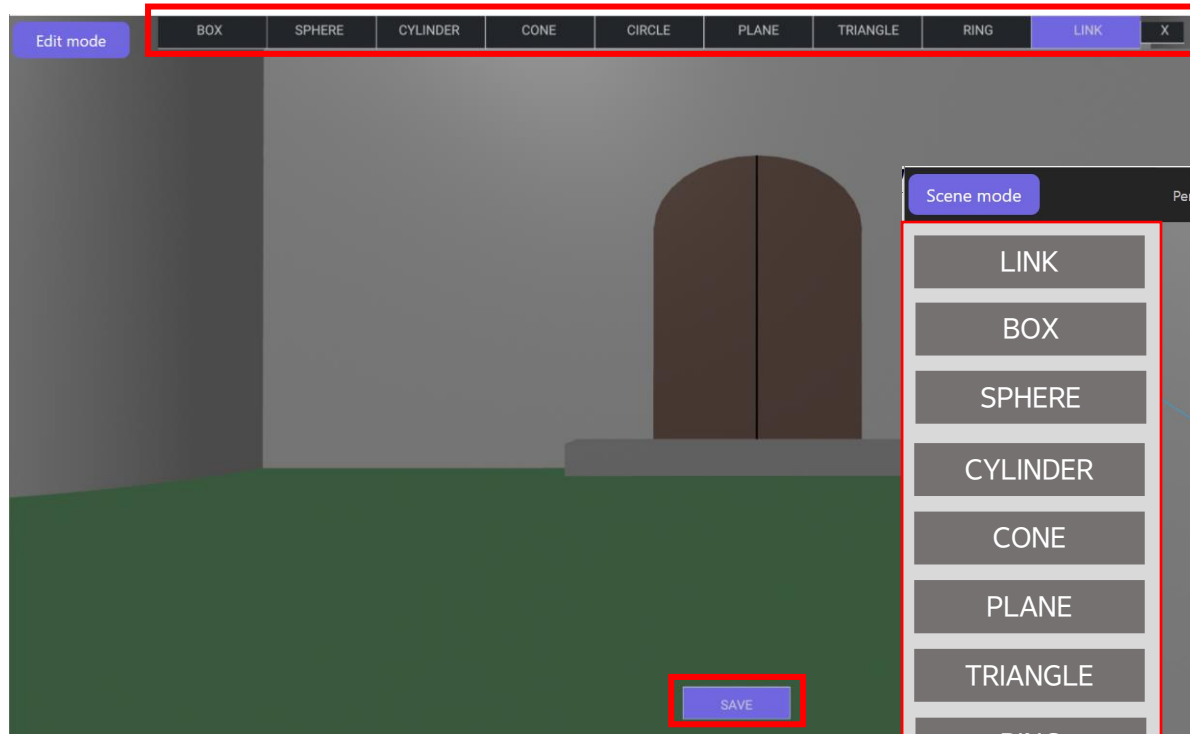 Edit mode
BOX SPHERE CYLINDER CONE CIRCLE PLANE TRIANGLE RING LINK X
Scene mode
LINK
BOX
SPHERE
CYLINDER
CONE
PLANE
TRIANGLE
SAVE